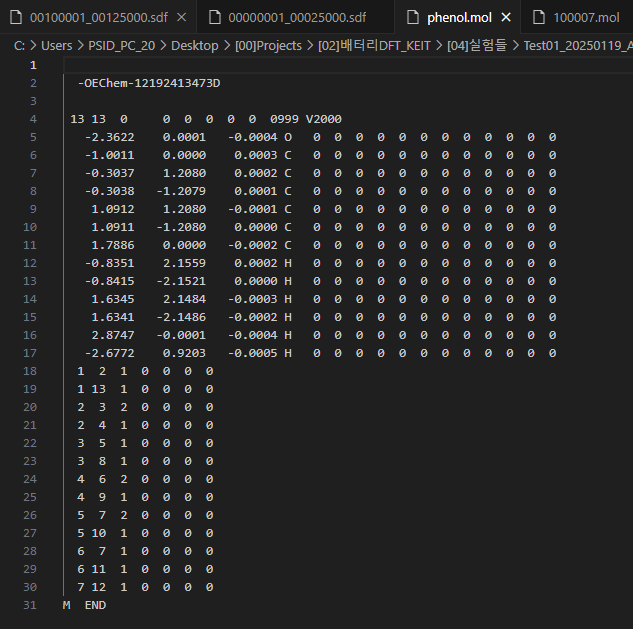 00100001_00125000.sdf × 00000001_00025000.sdf phenol.mol × 100007.mol
C: > Users > PSID_PC_20 > Desktop > [00]Projects > [02]배터리DFT_KEIT > [04]실험들 > Test01_20250119_A
1
2 -OEChem-12192413473D
3
4 13 13 0 0 0 0 0 0 0999 V2000
5 -2.3622 0.0001 -0.0004 O 0 0 0 0 0 0 0 0 0 0 0 0
6 -1.0011 0.0000 0.0003 C 0 0 0 0 0 0 0 0 0 0 0 0
7 -0.3037 1.2080 0.0002 C 0 0 0 0 0 0 0 0 0 0 0 0
8 -0.3038 -1.2079 0.0001 C 0 0 0 0 0 0 0 0 0 0 0 0
9 1.0912 1.2080 -0.0001 C 0 0 0 0 0 0 0 0 0 0 0 0
10 1.0911 -1.2080 0.0000 C 0 0 0 0 0 0 0 0 0 0 0 0
11 1.7886 0.0000 -0.0002 C 0 0 0 0 0 0 0 0 0 0 0 0
12 -0.8351 2.1559 0.0002 H 0 0 0 0 0 0 0 0 0 0 0 0
13 -0.8415 -2.1521 0.0000 H 0 0 0 0 0 0 0 0 0 0 0 0
14 1.6345 2.1484 -0.0003 H 0 0 0 0 0 0 0 0 0 0 0 0
15 1.6341 -2.1486 -0.0002 H 0 0 0 0 0 0 0 0 0 0 0 0
16 2.8747 -0.0001 -0.0004 H 0 0 0 0 0 0 0 0 0 0 0 0
17 -2.6772 0.9203 -0.0005 H 0 0 0 0 0 0 0 0 0 0 0 0
18 1 2 1 0 0 0 0
19 1 13 1 0 0 0 0
20 2 3 2 0 0 0 0
21 2 4 1 0 0 0 0
22 3 5 1 0 0 0 0
23 3 8 1 0 0 0 0
24 4 6 2 0 0 0 0
25 4 9 1 0 0 0 0
26 5 7 2 0 0 0 0
27 5 10 1 0 0 0 0
28 6 7 1 0 0 0 0
29 6 11 1 0 0 0 0
30 7 12 1 0 0 0 0
31 M END